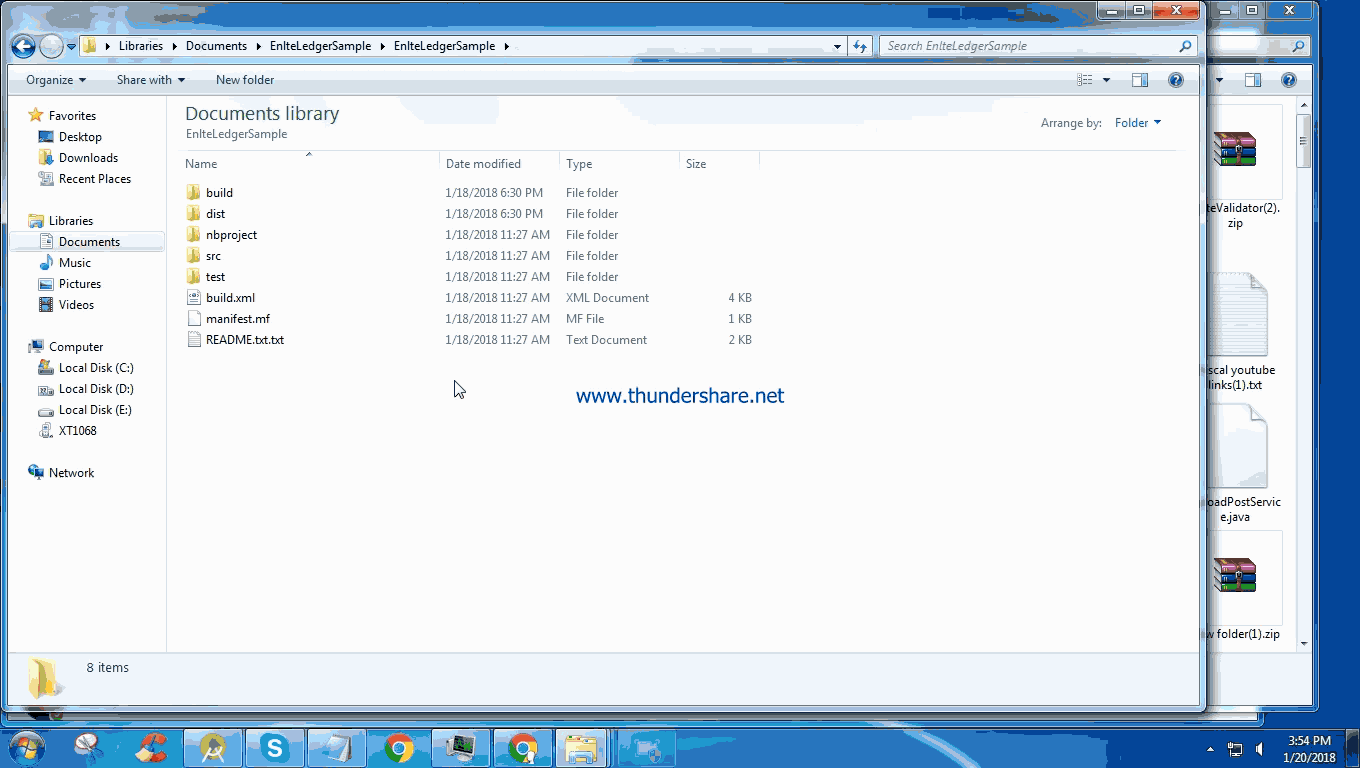 Libraries Documents EnlteLedgerSample EnlteLedgerSample
Search EnlteLedgerSample
Organize Share with New folder
Favorites
Desktop
Downloads
Recent Places
Libraries
Documents
Music
Pictures
Videos
Computer
Local Disk (C:)
Local Disk (D:)
Local Disk (E:)
XT1068
Network
Documents library
EnlteLedgerSample
Arrange by: Folder
Name Date modified Type Size
build 1/18/2018 6:30 PM File folder
dist 1/18/2018 6:30 PM File folder
nbproject 1/18/2018 11:27 AM File folder
src 1/18/2018 11:27 AM File folder
test 1/18/2018 11:27 AM File folder
build.xml 1/18/2018 11:27 AM XML Document 4 KB
manifest.mf 1/18/2018 11:27 AM MF File 1 KB
README.txt.txt 1/18/2018 11:27 AM Text Document 2 KB
www.thundershare.net
teValidator(2).
zip
scal youtube
links(1).txt
oadPostServic
e.java
w folder(1).zip
8 items
3:54 PM
1/20/2018